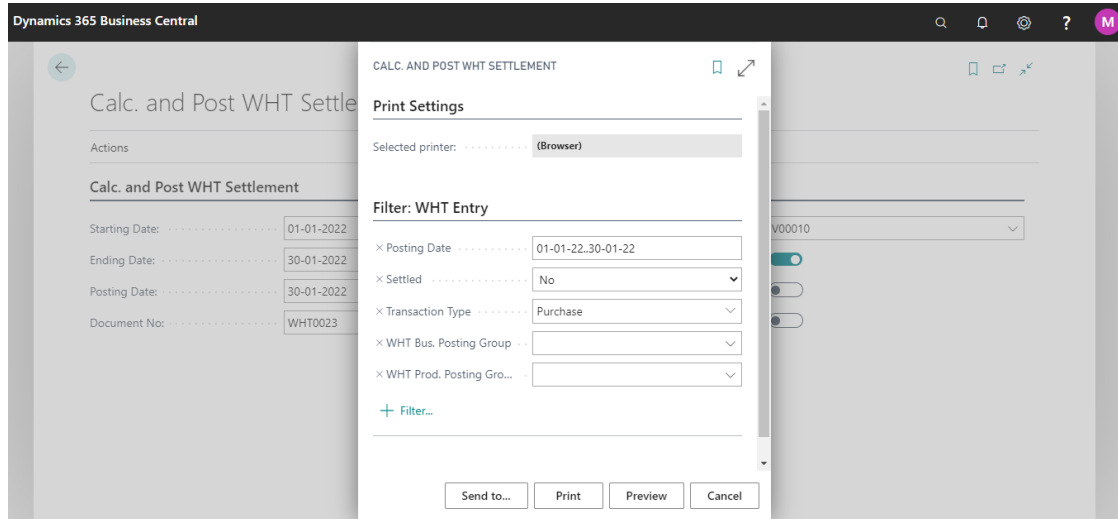 Dynamics 365 Business Central
?
M
CALC. AND POST WHT SETTLEMENT
Calc. and Post WHT Settle
Print Settings
Actions
Selected printer: (Browser)
Calc. and Post WHT Settlement
Filter: WHT Entry
Starting Date: 01-01-2022
V00010
× Posting Date 01-01-22..30-01-22
Ending Date: 30-01-2022
× Settled No
Posting Date: 30-01-2022
× Transaction Type Purchase
Document No: WHT0023
× WHT Bus. Posting Group
× WHT Prod. Posting Gro...
+ Filter...
Send to... Print Preview Cancel